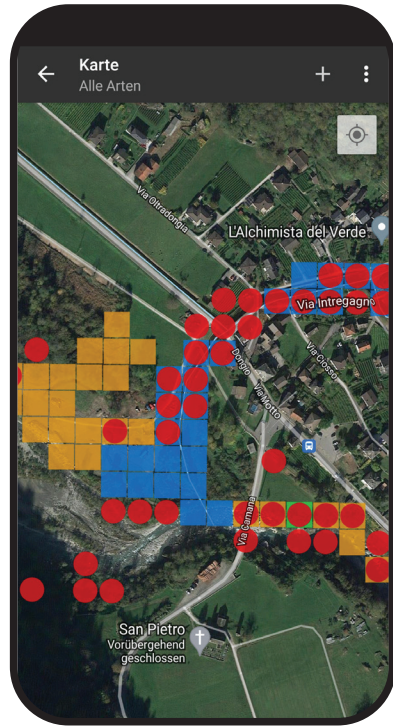 Karte
Alle Arten
Via Oltradongia
L'Alchimista del Verde
Via Intregagno
Via Ciosso
Dongio
Via Motto
Via Camana
San Pietro
Vorübergehend
geschlossen